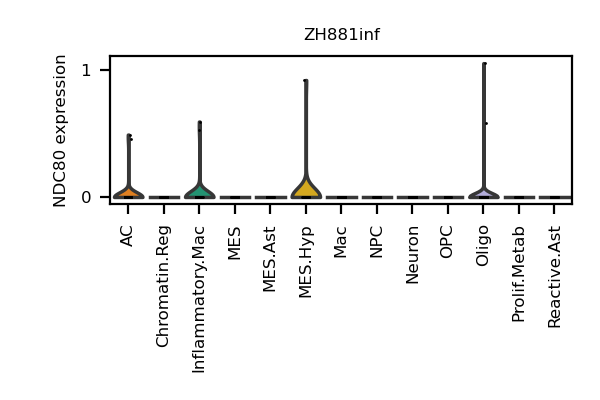 ZH881inf
NDC80 expression
1
0
AC
Chromatin.Reg
Inflammatory.Mac
MES
MES.Ast
MES.Hyp
Mac
NPC
Neuron
OPC
Oligo
Prolif.Metab
Reactive.Ast